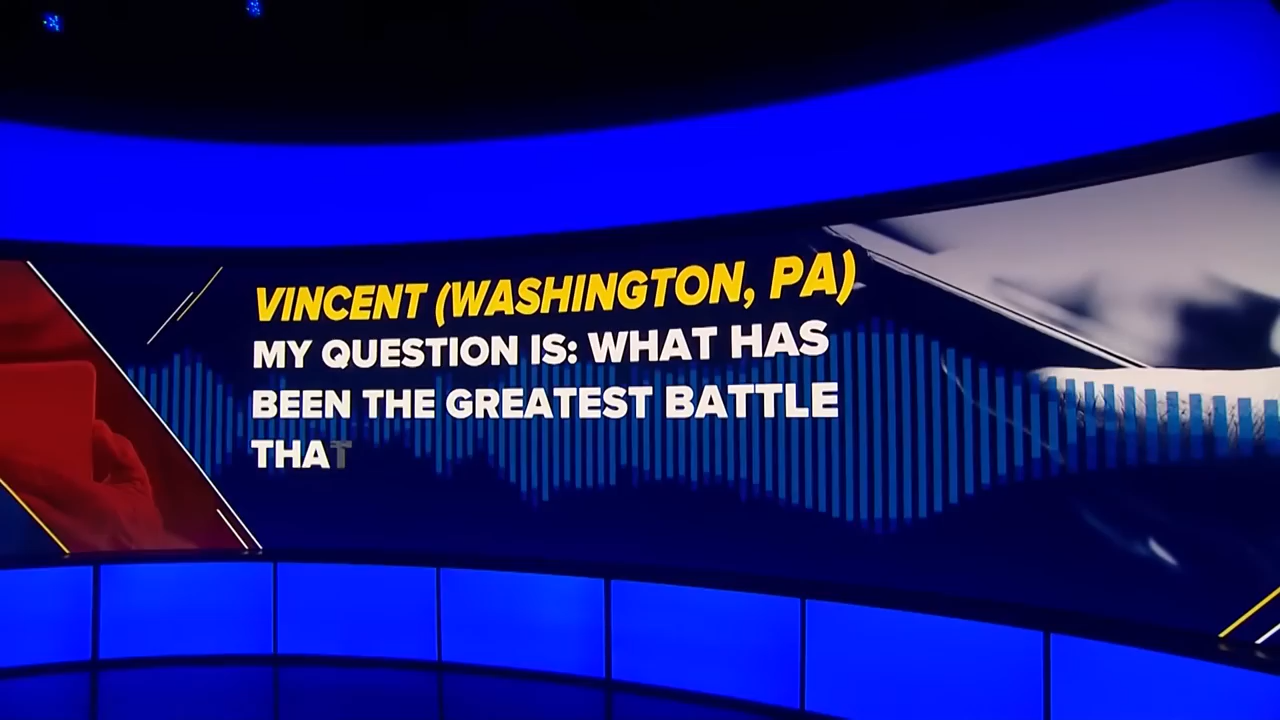 VINCENT (WASHINGTON, PA)
MY QUESTION IS: WHAT HAS
BEEN THE GREATEST BATTLE
THAT